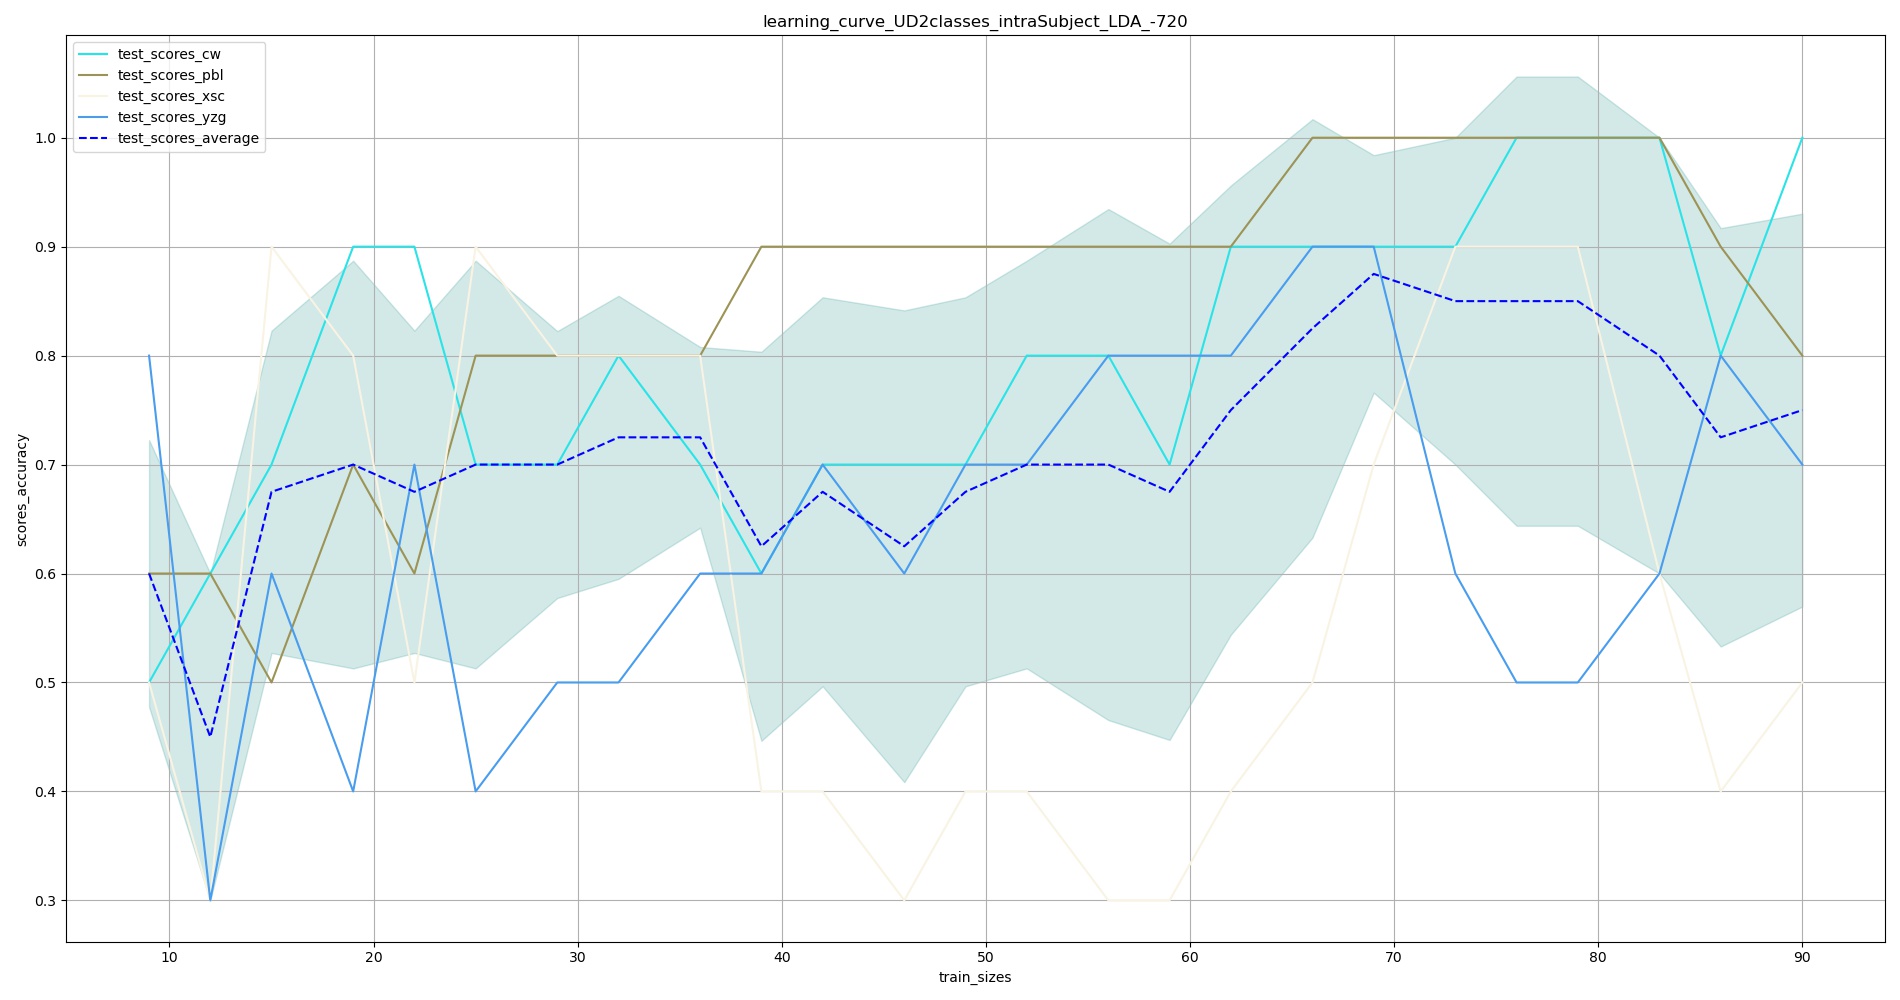 learning_curve_UD2classes_intraSubject_LDA_-720
test_scores_cw
test_scores_pbl
test_scores_xsc
test_scores_yzg
test_scores_average
scores_accuracy
1.0
0.9
0.8
0.7
0.6
0.5
0.4
0.3
10 20 30 40 50 60 70 80 90
train_sizes